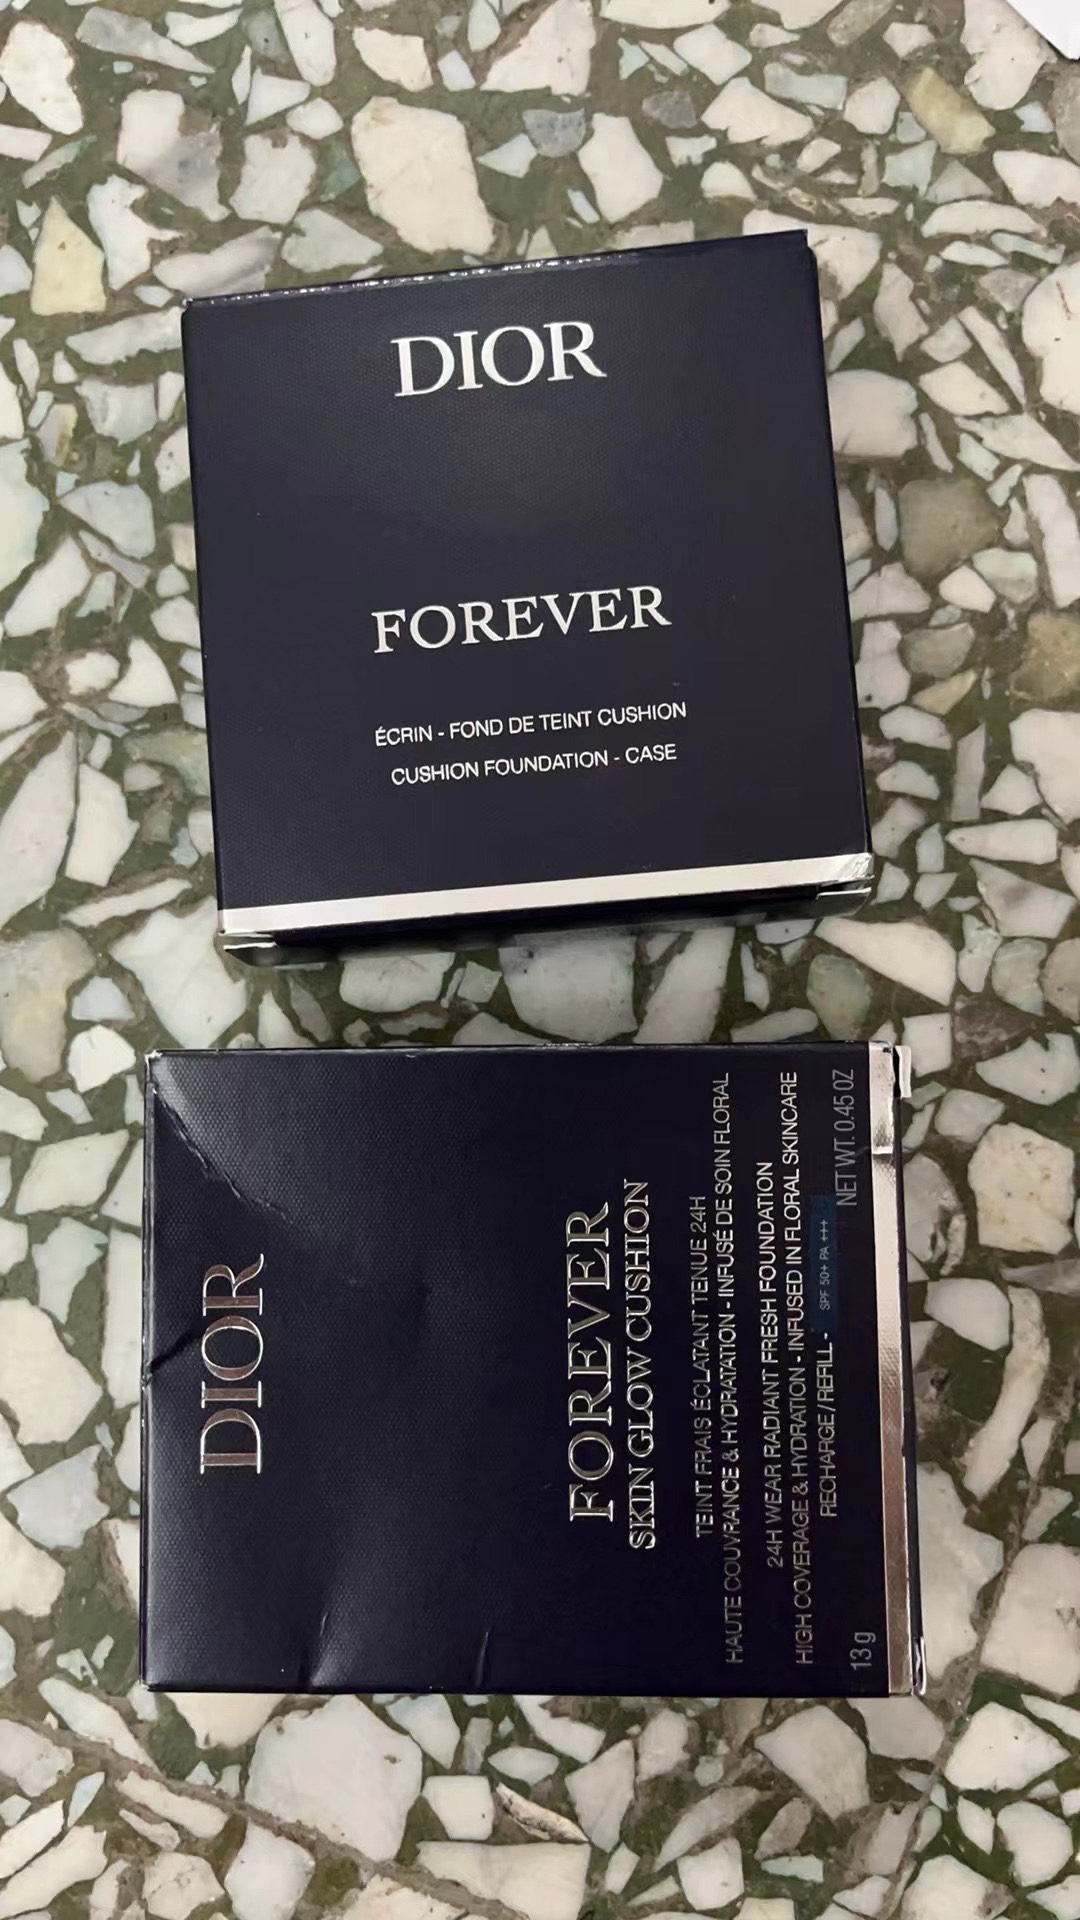 DIOR
FOREVER
ÉCRIN - FOND DE TEINT CUSHION
CUSHION FOUNDATION - CASE
DIOR
FOREVER
SKIN GLOW CUSHION
TEINT FRAIS ÉCLATANT TENUE 24H
HAUTE COUVRANCE & HYDRATATION - INFUSÉ DE SOIN FLORAL
24H WEAR RADIANT FRESH FOUNDATION
HIGH COVERAGE & HYDRATION - INFUSED IN FLORAL SKINCARE
RECHARGE / REFILL - SPF 50+ PA +++
13 g NET WT. 0.45 OZ